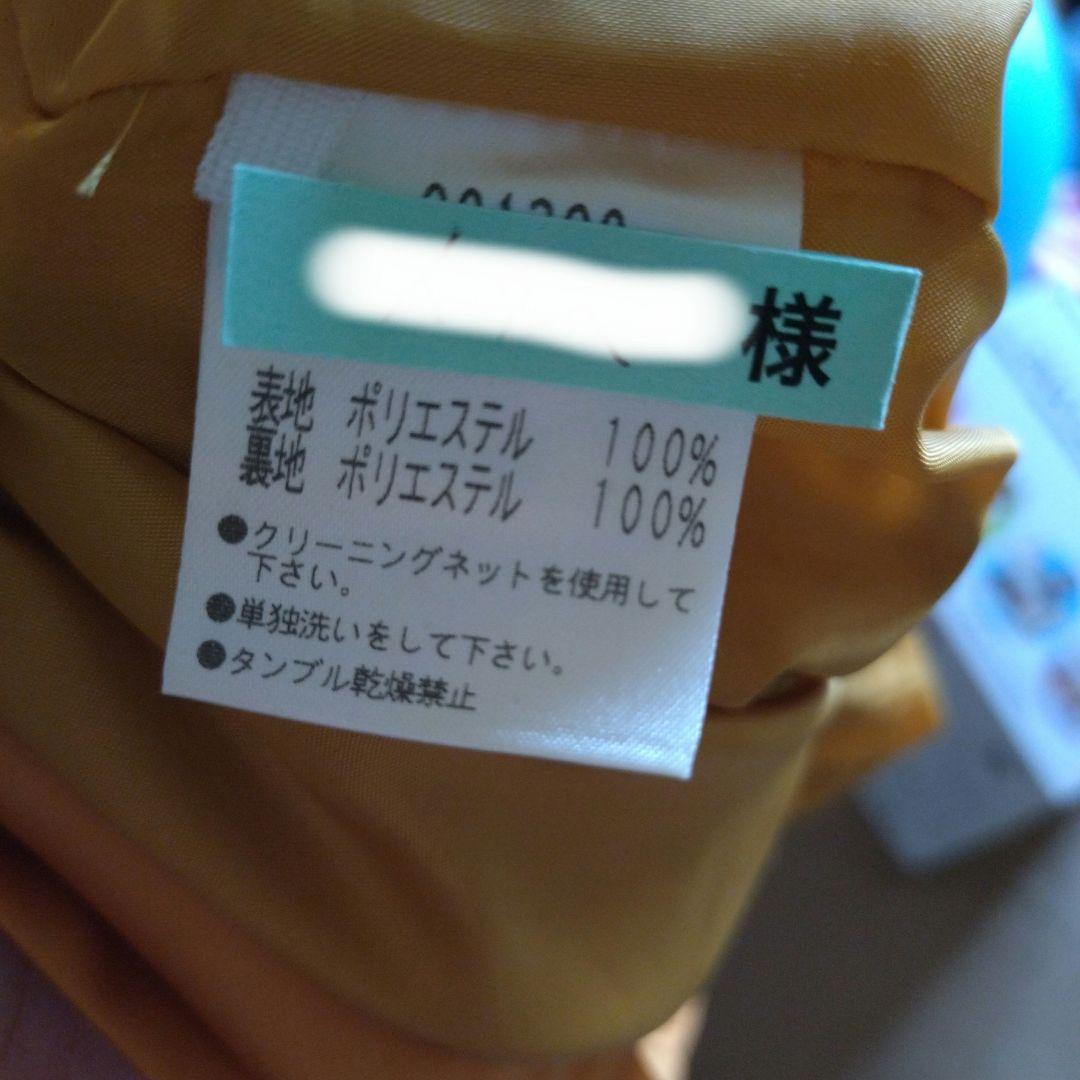 様
表地 ポリエステル 100%
裏地 ポリエステル 100%
●クリーニングネットを使用して
下さい。
●単独洗いをして下さい。
●タンブル乾燥禁止